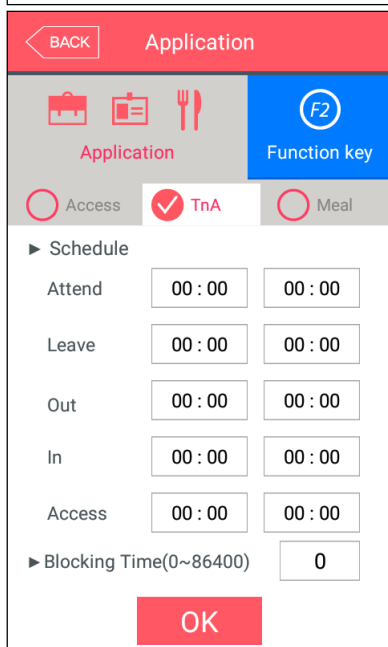 BACK Application
F2
Application Function key
Access TnA Meal
► Schedule
Attend 00 : 00 00 : 00
Leave 00 : 00 00 : 00
Out 00 : 00 00 : 00
In 00 : 00 00 : 00
Access 00 : 00 00 : 00
►Blocking Time(0~86400) 0
OK